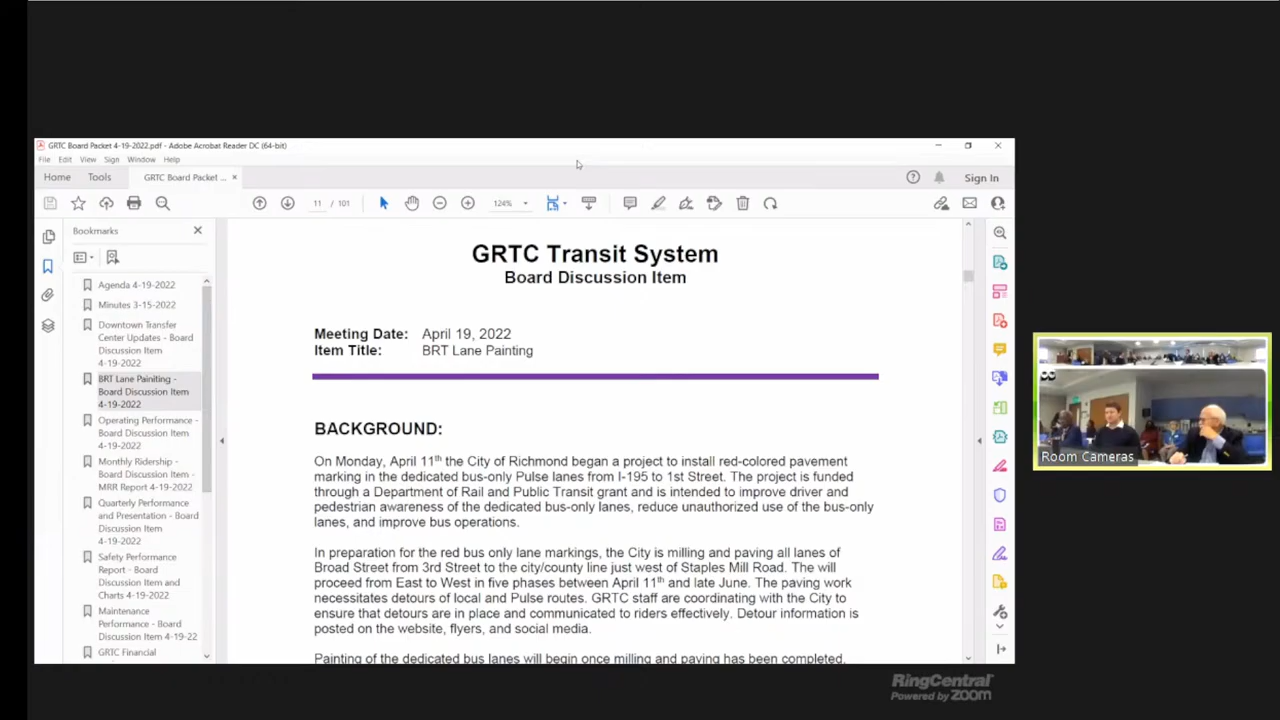 GRTC Board Packet 4-19-2022.pdf - Adobe Acrobat Reader DC (64-bit)
File Edit View Sign Window Help
Home Tools GRTC Board Packet ... × Sign In
11 / 101 124%
Bookmarks
Agenda 4-19-2022
Minutes 3-15-2022
Downtown Transfer
Center Updates - Board
Discussion Item
4-19-2022
BRT Lane Painiting -
Board Discussion Item
4-19-2022
Operating Performance -
Board Discussion Item
4-19-2022
Monthly Ridership -
Board Discussion Item -
MRR Report 4-19-2022
Quarterly Performance
and Presentation - Board
Discussion Item
4-19-2022
Safety Performance
Report - Board
Discussion Item and
Charts 4-19-2022
Maintenance
Performance - Board
Discussion Item 4-19-22
GRTC Financial
GRTC Transit System
Board Discussion Item
Meeting Date: April 19, 2022
Item Title: BRT Lane Painting
BACKGROUND:
On Monday, April 11th the City of Richmond began a project to install red-colored pavement
marking in the dedicated bus-only Pulse lanes from I-195 to 1st Street. The project is funded
through a Department of Rail and Public Transit grant and is intended to improve driver and
pedestrian awareness of the dedicated bus-only lanes, reduce unauthorized use of the bus-only
lanes, and improve bus operations.
In preparation for the red bus only lane markings, the City is milling and paving all lanes of
Broad Street from 3rd Street to the city/county line just west of Staples Mill Road. The will
proceed from East to West in five phases between April 11th and late June. The paving work
necessitates detours of local and Pulse routes. GRTC staff are coordinating with the City to
ensure that detours are in place and communicated to riders effectively. Detour information is
posted on the website, flyers, and social media.
Painting of the dedicated bus lanes will begin once milling and paving has been completed.
Room Cameras
RingCentral
Powered by zoom